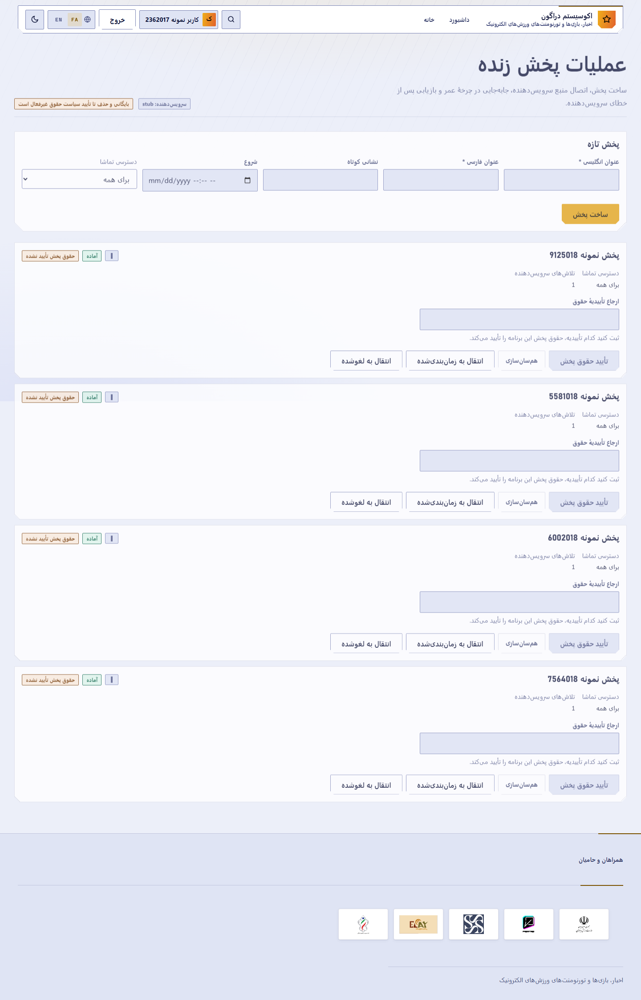 اکوسیستم دراگون
اخبار، بازی‌ها و تورنومنت‌های ورزش‌های الکترونیک
داشبورد
خانه
ک
کاربر نمونه 2362017
خروج
FA
EN
عملیات پخش زنده
ساخت پخش، اتصال منبع سرویس‌دهنده، جابه‌جایی در چرخهٔ عمر و بازیابی پس از
خطای سرویس‌دهنده.
سرویس‌دهنده: stub
بایگانی و حذف تا تأیید سیاست حقوق غیرفعال است
پخش تازه
عنوان انگلیسی *
عنوان فارسی *
نشانی کوتاه
شروع
دسترسی تماشا
mm/dd/yyyy --:-- --
برای همه
ساخت پخش
پخش نمونه 9125018
آماده
حقوق پخش تأیید نشده
دسترسی تماشا
تلاش‌های سرویس‌دهنده
برای همه
1
ارجاع تأییدیهٔ حقوق
ثبت کنید کدام تأییدیه، حقوق پخش این برنامه را تأیید می‌کند.
تأیید حقوق پخش
هم‌سان‌سازی
انتقال به زمان‌بندی‌شده
انتقال به لغوشده
پخش نمونه 5581018
آماده
حقوق پخش تأیید نشده
دسترسی تماشا
تلاش‌های سرویس‌دهنده
برای همه
1
ارجاع تأییدیهٔ حقوق
ثبت کنید کدام تأییدیه، حقوق پخش این برنامه را تأیید می‌کند.
تأیید حقوق پخش
هم‌سان‌سازی
انتقال به زمان‌بندی‌شده
انتقال به لغوشده
پخش نمونه 6002018
آماده
حقوق پخش تأیید نشده
دسترسی تماشا
تلاش‌های سرویس‌دهنده
برای همه
1
ارجاع تأییدیهٔ حقوق
ثبت کنید کدام تأییدیه، حقوق پخش این برنامه را تأیید می‌کند.
تأیید حقوق پخش
هم‌سان‌سازی
انتقال به زمان‌بندی‌شده
انتقال به لغوشده
پخش نمونه 7564018
آماده
حقوق پخش تأیید نشده
دسترسی تماشا
تلاش‌های سرویس‌دهنده
برای همه
1
ارجاع تأییدیهٔ حقوق
ثبت کنید کدام تأییدیه، حقوق پخش این برنامه را تأیید می‌کند.
تأیید حقوق پخش
هم‌سان‌سازی
انتقال به زمان‌بندی‌شده
انتقال به لغوشده
همراهان و حامیان
اخبار، بازی‌ها و تورنومنت‌های ورزش‌های الکترونیک